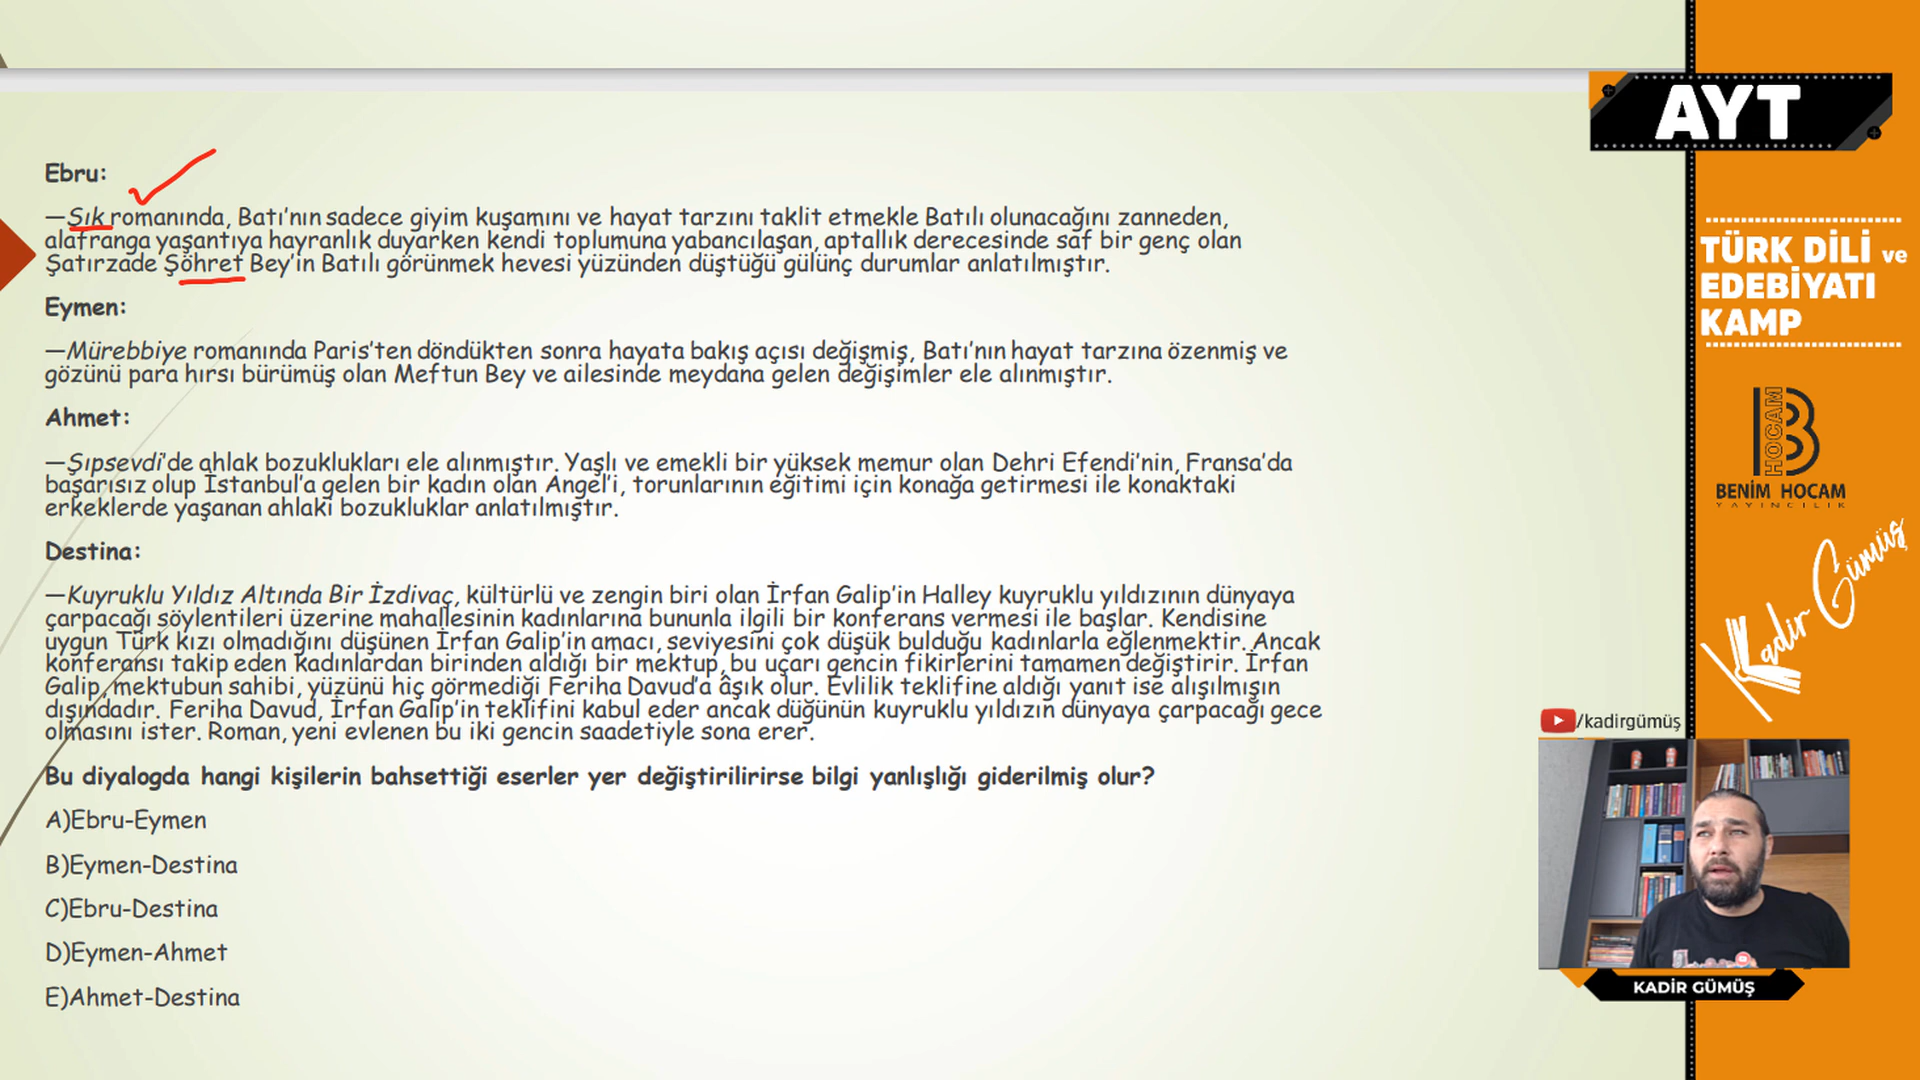 AYT
Ebru:
—Şık romanında, Batı’nın sadece giyim kuşamını ve hayat tarzını taklit etmekle Batılı olunacağını zanneden,
alafranga yaşantıya hayranlık duyarken kendi toplumuna yabancılaşan, aptallık derecesinde saf bir genç olan
Şatırzade Şöhret Bey’in Batılı görünmek hevesi yüzünden düştüğü gülünç durumlar anlatılmıştır.
Eymen:
—Mürebbiye romanında Paris’ten döndükten sonra hayata bakış açısı değişmiş, Batı’nın hayat tarzına özenmiş ve
gözünü para hırsı bürümüş olan Meftun Bey ve ailesinde meydana gelen değişimler ele alınmıştır.
Ahmet:
—Şıpsevdi’de ahlak bozuklukları ele alınmıştır. Yaşlı ve emekli bir yüksek memur olan Dehri Efendi’nin, Fransa’da
başarısız olup İstanbul’a gelen bir kadın olan Angel’i, torunlarının eğitimi için konağa getirmesi ile konaktaki
erkeklerde yaşanan ahlaki bozukluklar anlatılmıştır.
Destina:
—Kuyruklu Yıldız Altında Bir İzdivaç, kültürlü ve zengin biri olan İrfan Galip’in Halley kuyruklu yıldızının dünyaya
çarpacağı söylentileri üzerine mahallesinin kadınlarına bununla ilgili bir konferans vermesi ile başlar. Kendisine
uygun Türk kızı olmadığını düşünen İrfan Galip’in amacı, seviyesini çok düşük bulduğu kadınlarla eğlenmektir. Ancak
konferansı takip eden kadınlardan birinden aldığı bir mektup, bu uçarı gencin fikirlerini tamamen değiştirir. İrfan
Galip, mektubun sahibi, yüzünü hiç görmediği Feriha Davud’a âşık olur. Evlilik teklifine aldığı yanıt ise alışılmışın
dışındadır. Feriha Davud, İrfan Galip’in teklifini kabul eder ancak düğünün kuyruklu yıldızın dünyaya çarpacağı gece
olmasını ister. Roman, yeni evlenen bu iki gencin saadetiyle sona erer.
Bu diyalogda hangi kişilerin bahsettiği eserler yer değiştirilirirse bilgi yanlışlığı giderilmiş olur?
A)Ebru-Eymen
B)Eymen-Destina
C)Ebru-Destina
D)Eymen-Ahmet
E)Ahmet-Destina
TÜRK DİLİ ve
EDEBİYATI
KAMP
HOCAM
B
BENİM HOCAM
YAYINCILIK
Kadir Gümüş
/kadirgümüş
KADİR GÜMÜŞ